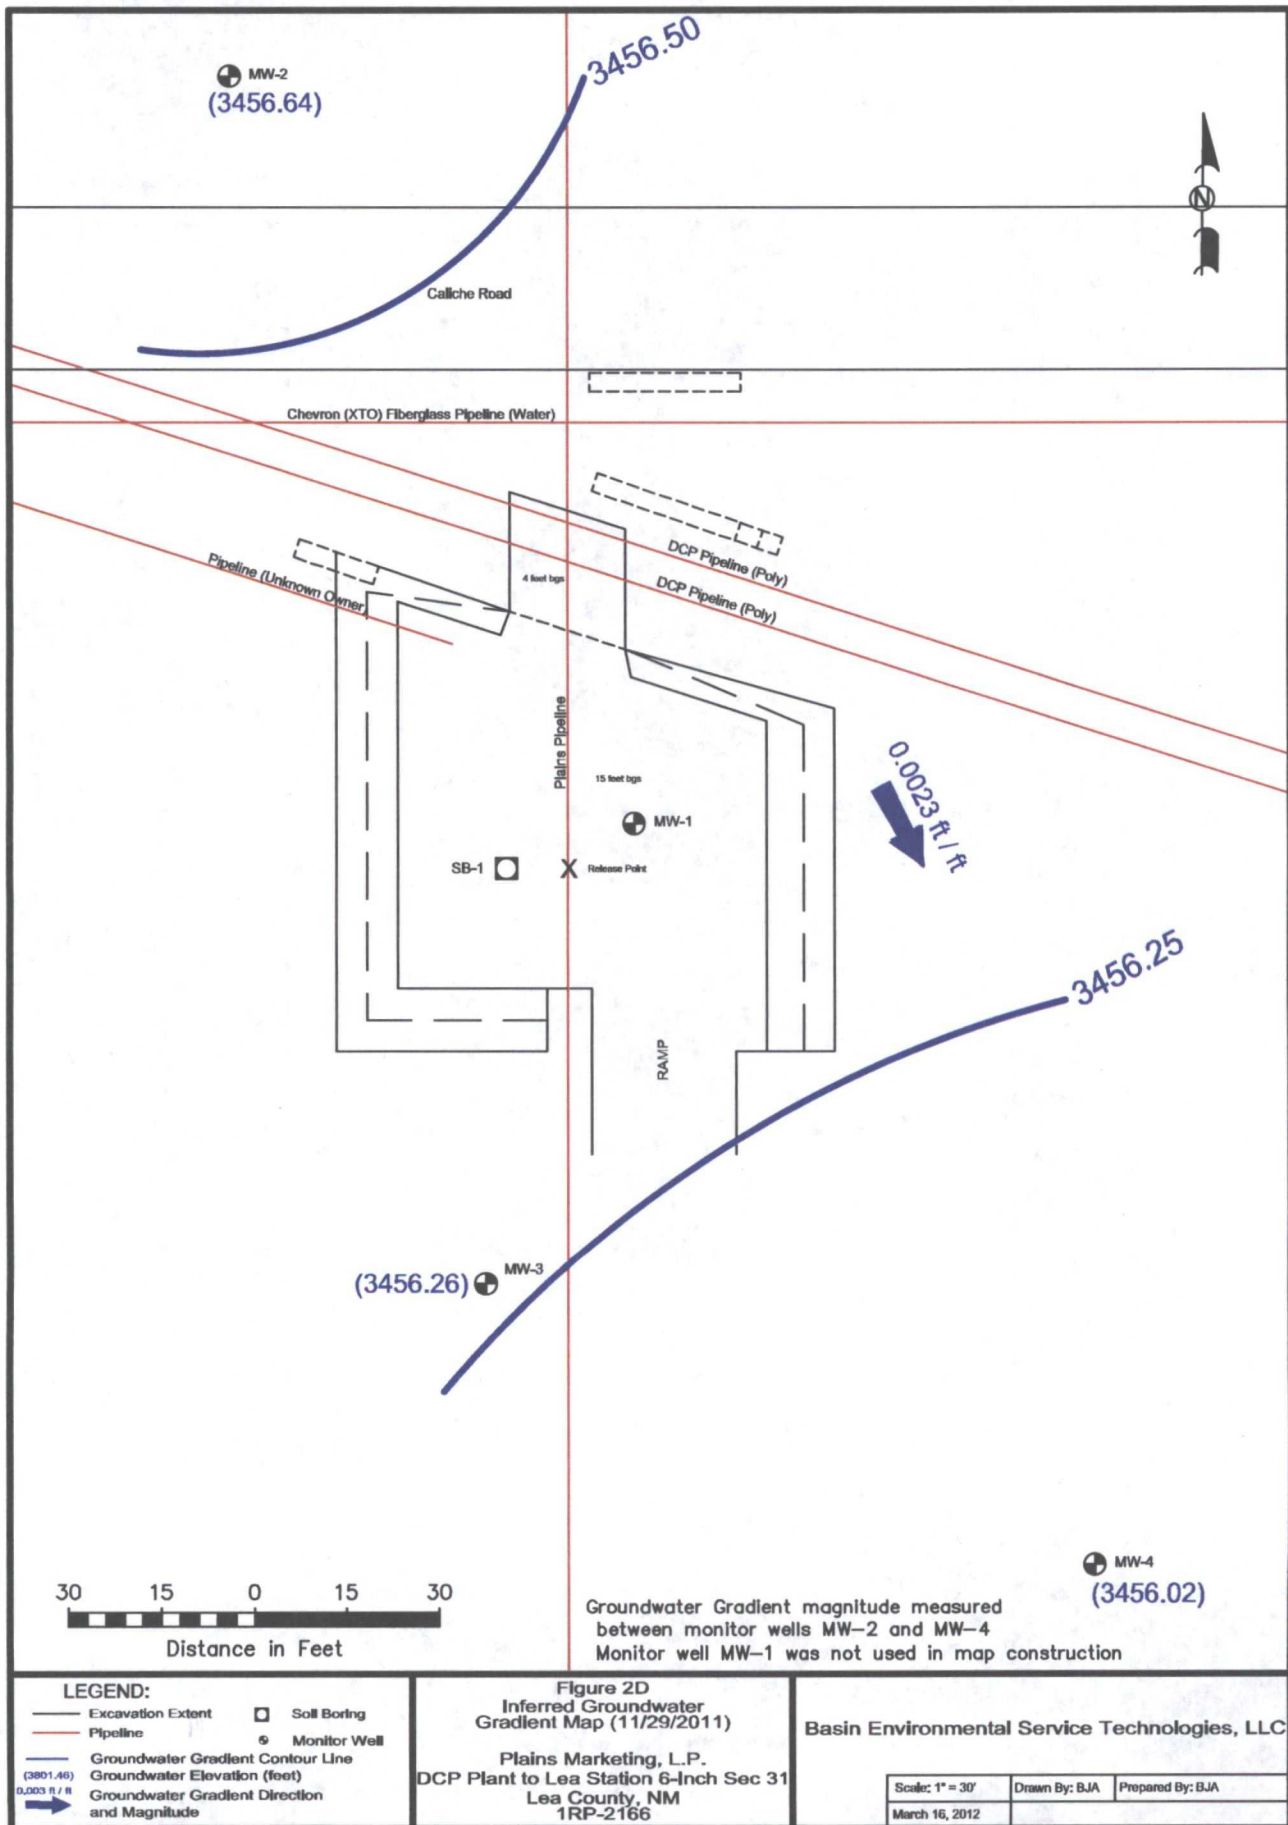 3456.50
MW-2
(3456.64)
N
Caliche Road
Chevron (XTO) Fiberglass Pipeline (Water)
DCP Pipeline (Poly)
DCP Pipeline (Poly)
Pipeline (Unknown Owner)
4 feet bgs
Plains Pipeline
15 feet bgs
MW-1
SB-1
X
Release Point
0.0023 ft / ft
3456.25
RAMP
MW-3
(3456.26)
MW-4
(3456.02)
30 15 0 15 30
Distance in Feet
Groundwater Gradient magnitude measured
between monitor wells MW-2 and MW-4
Monitor well MW-1 was not used in map construction
LEGEND:
Excavation Extent
Soil Boring
Pipeline
Monitor Well
Groundwater Gradient Contour Line
(3801.46) Groundwater Elevation (feet)
0.003 ft / ft Groundwater Gradient Direction
and Magnitude
Figure 2D
Inferred Groundwater
Gradient Map (11/29/2011)
Plains Marketing, L.P.
DCP Plant to Lea Station 6-Inch Sec 31
Lea County, NM
1RP-2166
Basin Environmental Service Technologies, LLC
Scale: 1" = 30'
Drawn By: BJA
Prepared By: BJA
March 16, 2012